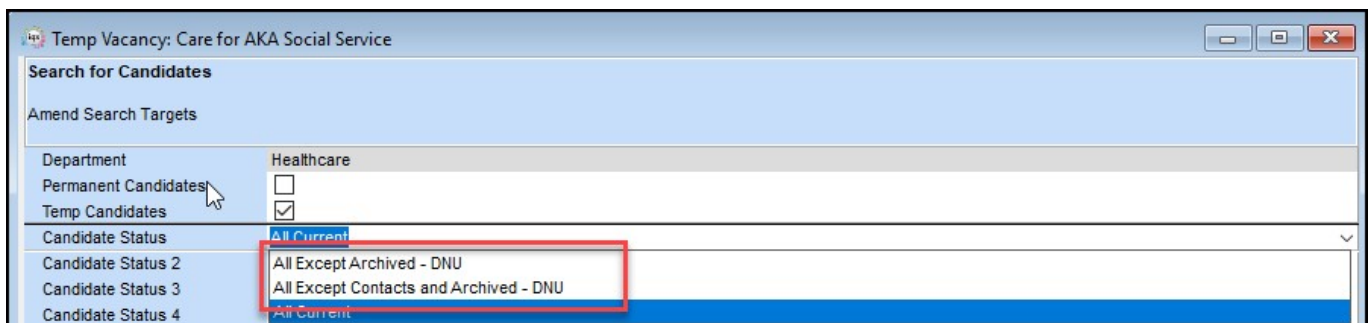 Temp Vacancy: Care for AKA Social Service
Search for Candidates
Amend Search Targets
Department Healthcare
Permanent Candidates
Temp Candidates
Candidate Status All Current
Candidate Status 2 All Except Archived - DNU
Candidate Status 3 All Except Contacts and Archived - DNU
Candidate Status 4 All Current